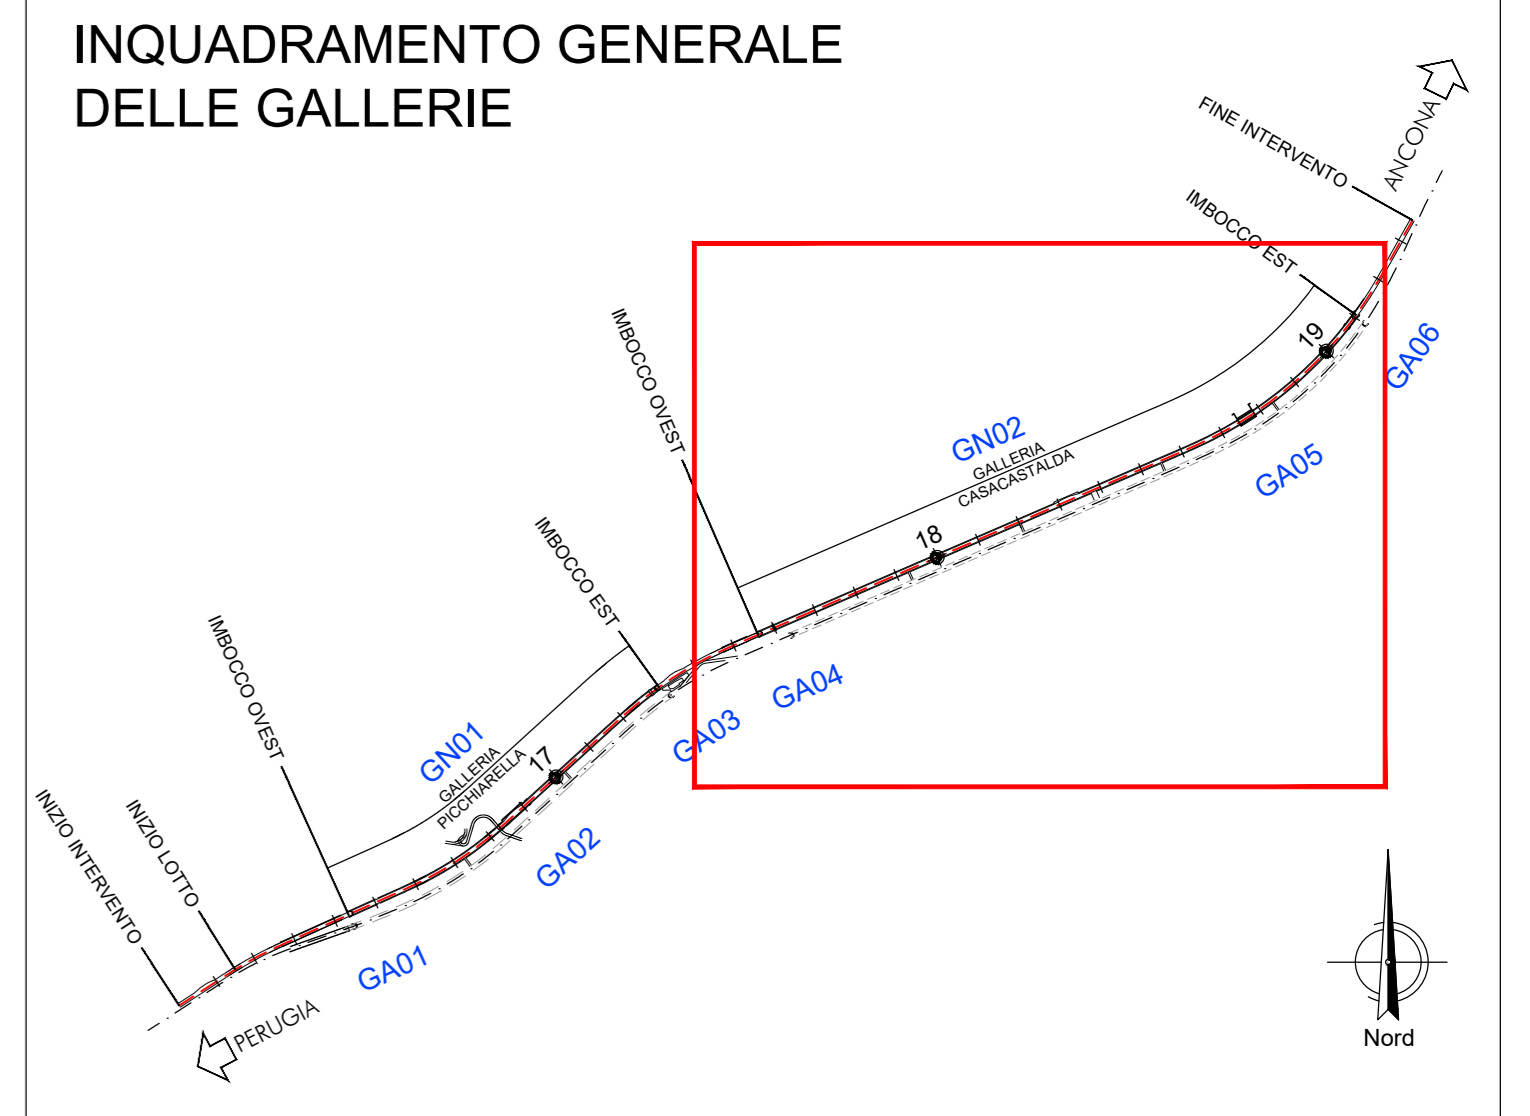 INQUADRAMENTO GENERALE
DELLE GALLERIE
ANCONA
FINE INTERVENTO
IMBOCCO EST
IMBOCCO OVEST
19
GA06
GN02
GALLERIA
CASACASTALDA
GA05
18
IMBOCCO EST
IMBOCCO OVEST
GA04
GA03
GN01
GALLERIA
PICCHIARELLA
17
INIZIO INTERVENTO
INIZIO LOTTO
GA02
GA01
PERUGIA
Nord